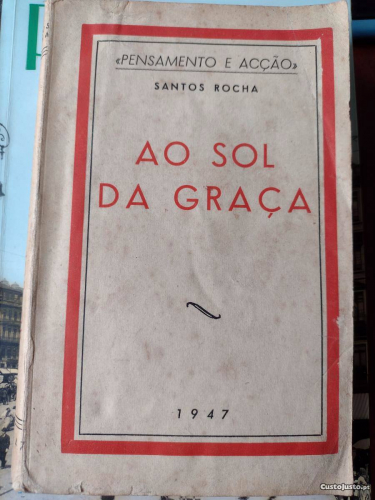 «PENSAMENTO E ACÇÃO»
SANTOS ROCHA
AO SOL
DA GRAÇA
1947
CustoJusto.pt